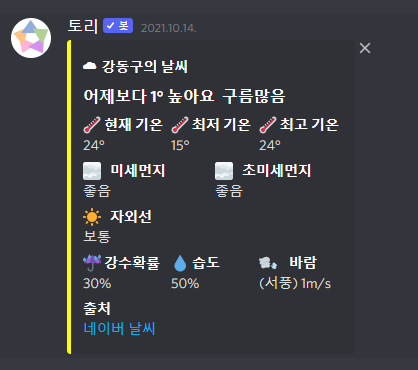 토리 ✓ 봇 2021.10.14.
강동구의 날씨
어제보다 1° 높아요 구름많음
현재 기온 최저 기온 최고 기온
24° 15° 24°
미세먼지 초미세먼지
좋음 좋음
자외선
보통
강수확률 습도 바람
30% 50% (서풍) 1m/s
출처
네이버 날씨